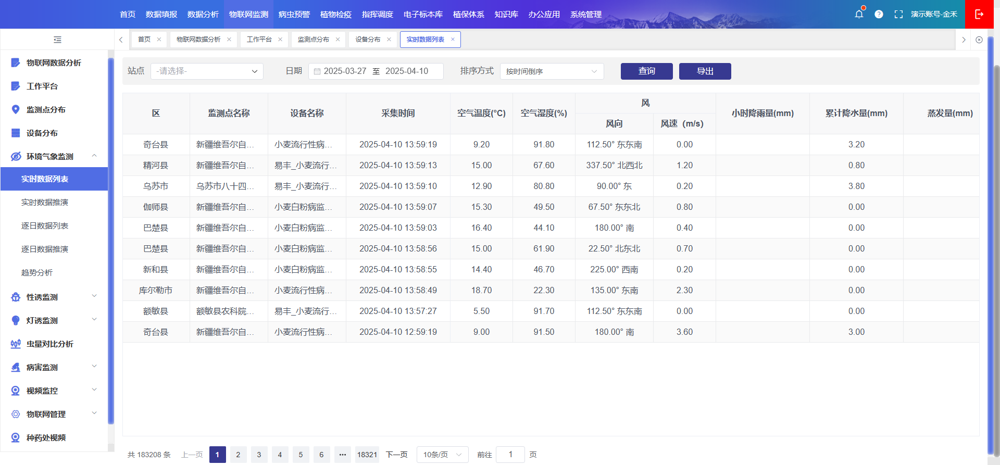 首页 数据填报 数据分析 物联网监测 病虫预警 植物检疫 指挥调度 电子标本库 植保体系 知识库 办公应用 系统管理 演示账号-金禾
首页 物联网数据分析 工作平台 监测点分布 设备分布 实时数据列表
物联网数据分析
工作平台
监测点分布
设备分布
环境气象监测
实时数据列表
实时数据推演
逐日数据列表
逐日数据推演
趋势分析
性诱监测
灯诱监测
虫量对比分析
病害监测
视频监控
物联网管理
种药处视频
站点 -请选择- 日期 2025-03-27 至 2025-04-10 排序方式 按时间倒序 查询 导出
区 监测点名称 设备名称 采集时间 空气温度(°C) 空气湿度(%) 风 小时降雨量(mm) 累计降水量(mm) 蒸发量(mm)
风向 风速（m/s）
奇台县 新疆维吾尔自... 小麦流行性病... 2025-04-10 13:59:19 9.20 91.80 112.50° 东东南 0.00 3.20
精河县 新疆维吾尔自... 易丰_小麦流行... 2025-04-10 13:59:13 15.00 67.60 337.50° 北西北 1.20 0.80
乌苏市 乌苏市八十四... 易丰_小麦流行... 2025-04-10 13:59:10 12.90 80.80 90.00° 东 0.20 3.80
伽师县 新疆维吾尔自... 小麦白粉病监... 2025-04-10 13:59:07 15.30 49.50 67.50° 东东北 0.80 0.00
巴楚县 新疆维吾尔自... 小麦白粉病监... 2025-04-10 13:59:03 16.40 44.10 180.00° 南 0.40 0.00
巴楚县 新疆维吾尔自... 小麦白粉病监... 2025-04-10 13:58:56 15.00 61.90 22.50° 北东北 0.70 0.00
新和县 新疆维吾尔自... 小麦白粉病监... 2025-04-10 13:58:55 14.40 46.70 225.00° 西南 0.20 0.00
库尔勒市 新疆维吾尔自... 小麦流行性病... 2025-04-10 13:58:49 18.70 22.30 135.00° 东南 2.30 0.00
额敏县 额敏县农科院... 易丰_小麦流行... 2025-04-10 13:57:27 5.50 91.70 112.50° 东东南 0.00 0.00
奇台县 新疆维吾尔自... 小麦流行性病... 2025-04-10 12:59:19 9.00 91.50 180.00° 南 3.60 3.00
共 183208 条 上一页 1 2 3 4 5 6 ••• 18321 下一页 10条/页 前往 1 页